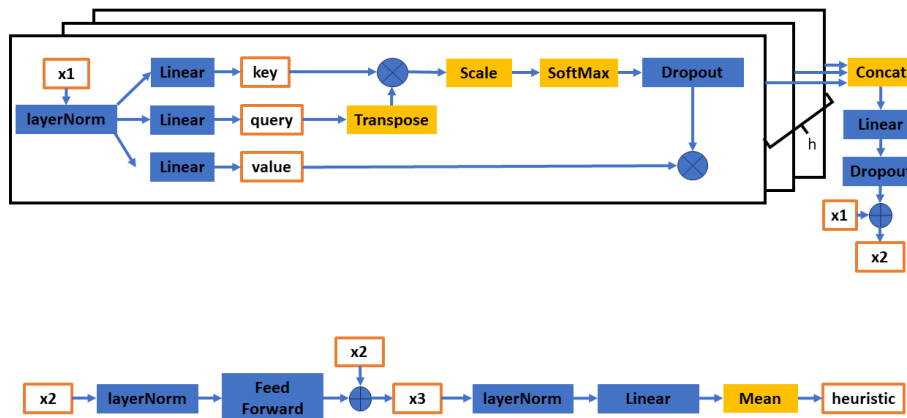 x1
layerNorm
Linear
key
Linear
query
Linear
value
Transpose
Scale
SoftMax
Dropout
h
Concat
Linear
Dropout
x1
x2
x2
layerNorm
Feed
Forward
x2
x3
layerNorm
Linear
Mean
heuristic